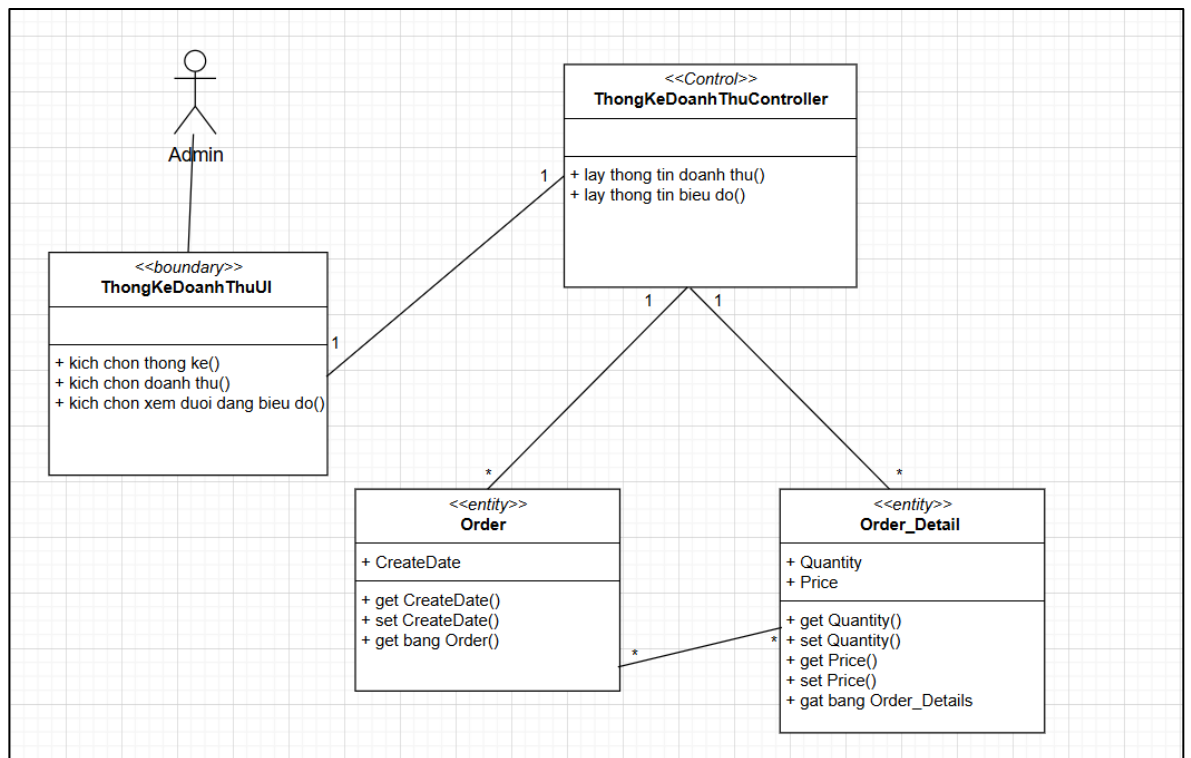 Admin
<<Control>>
ThongKeDoanhThuController
+ lay thong tin doanh thu()
+ lay thong tin bieu do()
1
<<boundary>>
ThongKeDoanhThuUI
+ kich chon thong ke()
+ kich chon doanh thu()
+ kich chon xem duoi dang bieu do()
1
1
1
*
*
<<entity>>
Order
+ CreateDate
+ get CreateDate()
+ set CreateDate()
+ get bang Order()
*
*
<<entity>>
Order_Detail
+ Quantity
+ Price
+ get Quantity()
+ set Quantity()
+ get Price()
+ set Price()
+ gat bang Order_Details